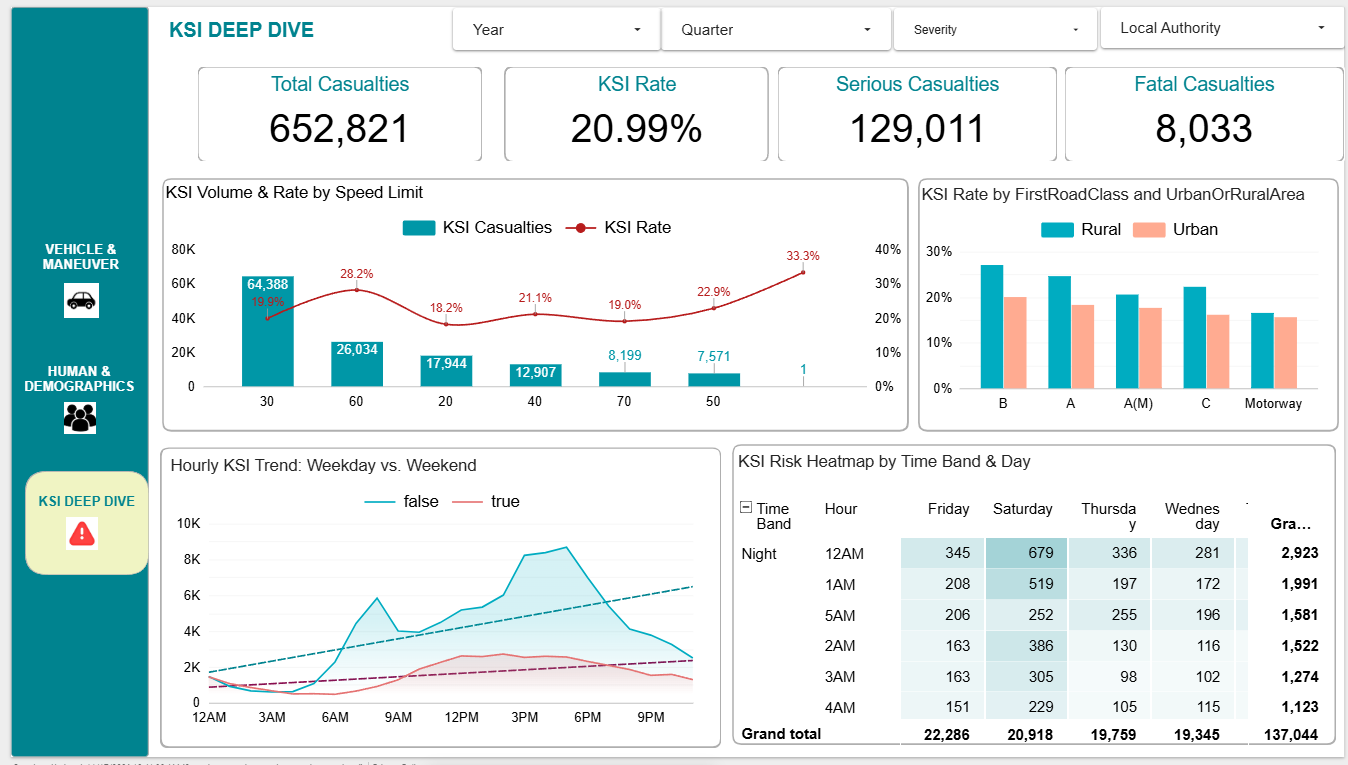 KSI DEEP DIVE
Year
Quarter
Severity
Local Authority
Total Casualties
652,821
KSI Rate
20.99%
Serious Casualties
129,011
Fatal Casualties
8,033
VEHICLE &
MANEUVER
HUMAN &
DEMOGRAPHICS
KSI DEEP DIVE
KSI Volume & Rate by Speed Limit
KSI Casualties
KSI Rate
80K
60K
40K
20K
0
40%
30%
20%
10%
0%
64,388
19.9%
28.2%
26,034
18.2%
17,944
21.1%
12,907
19.0%
8,199
22.9%
7,571
33.3%
1
30
60
20
40
70
50
KSI Rate by FirstRoadClass and UrbanOrRuralArea
Rural
Urban
30%
20%
10%
0%
B
A
A(M)
C
Motorway
Hourly KSI Trend: Weekday vs. Weekend
false
true
10K
8K
6K
4K
2K
0
12AM
3AM
6AM
9AM
12PM
3PM
6PM
9PM
KSI Risk Heatmap by Time Band & Day
Time
Band
Hour
Friday
Saturday
Thursda
y
Wednes
day
Gra...
Night 12AM 345 679 336 281 2,923
1AM 208 519 197 172 1,991
5AM 206 252 255 196 1,581
2AM 163 386 130 116 1,522
3AM 163 305 98 102 1,274
4AM 151 229 105 115 1,123
Grand total 22,286 20,918 19,759 19,345 137,044